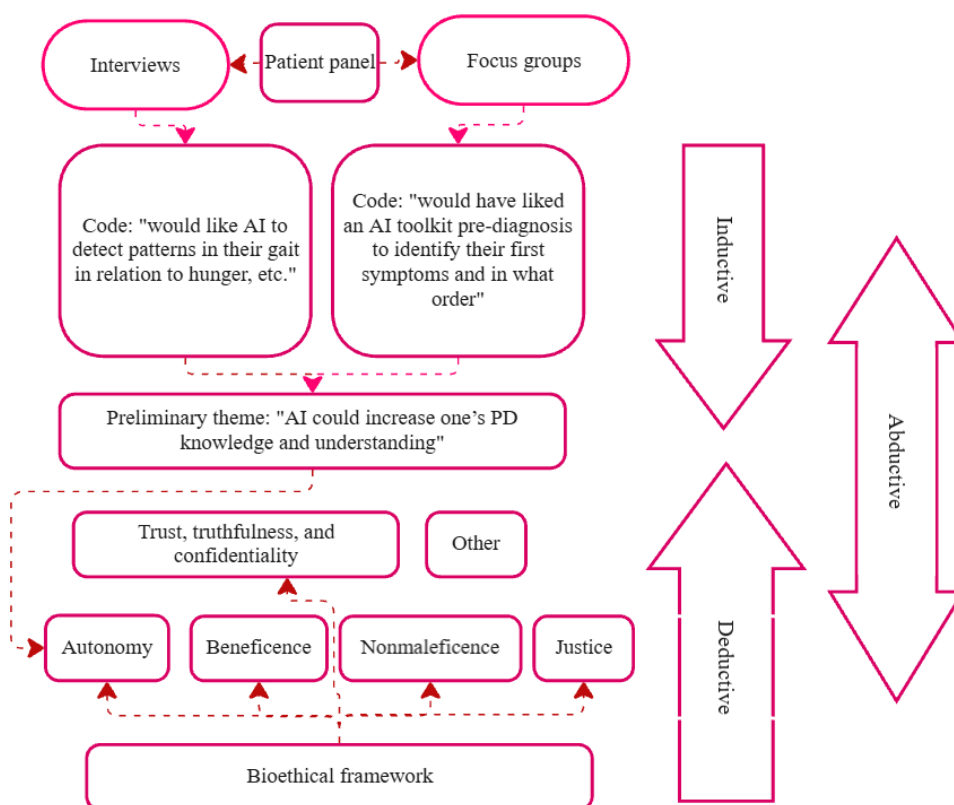 Interviews
Patient panel
Focus groups
Code: "would like AI to
detect patterns in their gait
in relation to hunger, etc."
Code: "would have liked
an AI toolkit pre-diagnosis
to identify their first
symptoms and in what
order"
Inductive
Abductive
Preliminary theme: "AI could increase one’s PD
knowledge and understanding"
Trust, truthfulness, and
confidentiality
Other
Autonomy
Beneficence
Nonmaleficence
Justice
Deductive
Bioethical framework